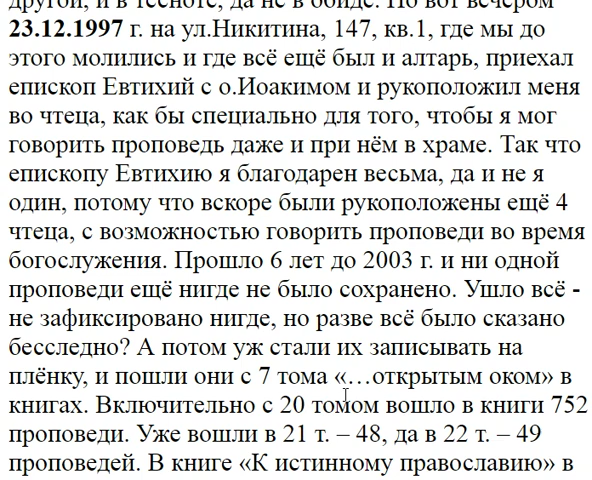 другой, и в тесноте, да не в обиде. Но вот вечером
23.12.1997 г. на ул.Никитина, 147, кв.1, где мы до
этого молились и где всё ещё был и алтарь, приехал
епископ Евтихий с о.Иоакимом и рукоположил меня
во чтеца, как бы специально для того, чтобы я мог
говорить проповедь даже и при нём в храме. Так что
епископу Евтихию я благодарен весьма, да и не я
один, потому что вскоре были рукоположены ещё 4
чтеца, с возможностью говорить проповеди во время
богослужения. Прошло 6 лет до 2003 г. и ни одной
проповеди ещё нигде не было сохранено. Ушло всё -
не зафиксировано нигде, но разве всё было сказано
бесследно? А потом уж стали их записывать на
плёнку, и пошли они с 7 тома «…открытым оком» в
книгах. Включительно с 20 томом вошло в книги 752
проповеди. Уже вошли в 21 т. – 48, да в 22 т. – 49
проповедей. В книге «К истинному православию» в